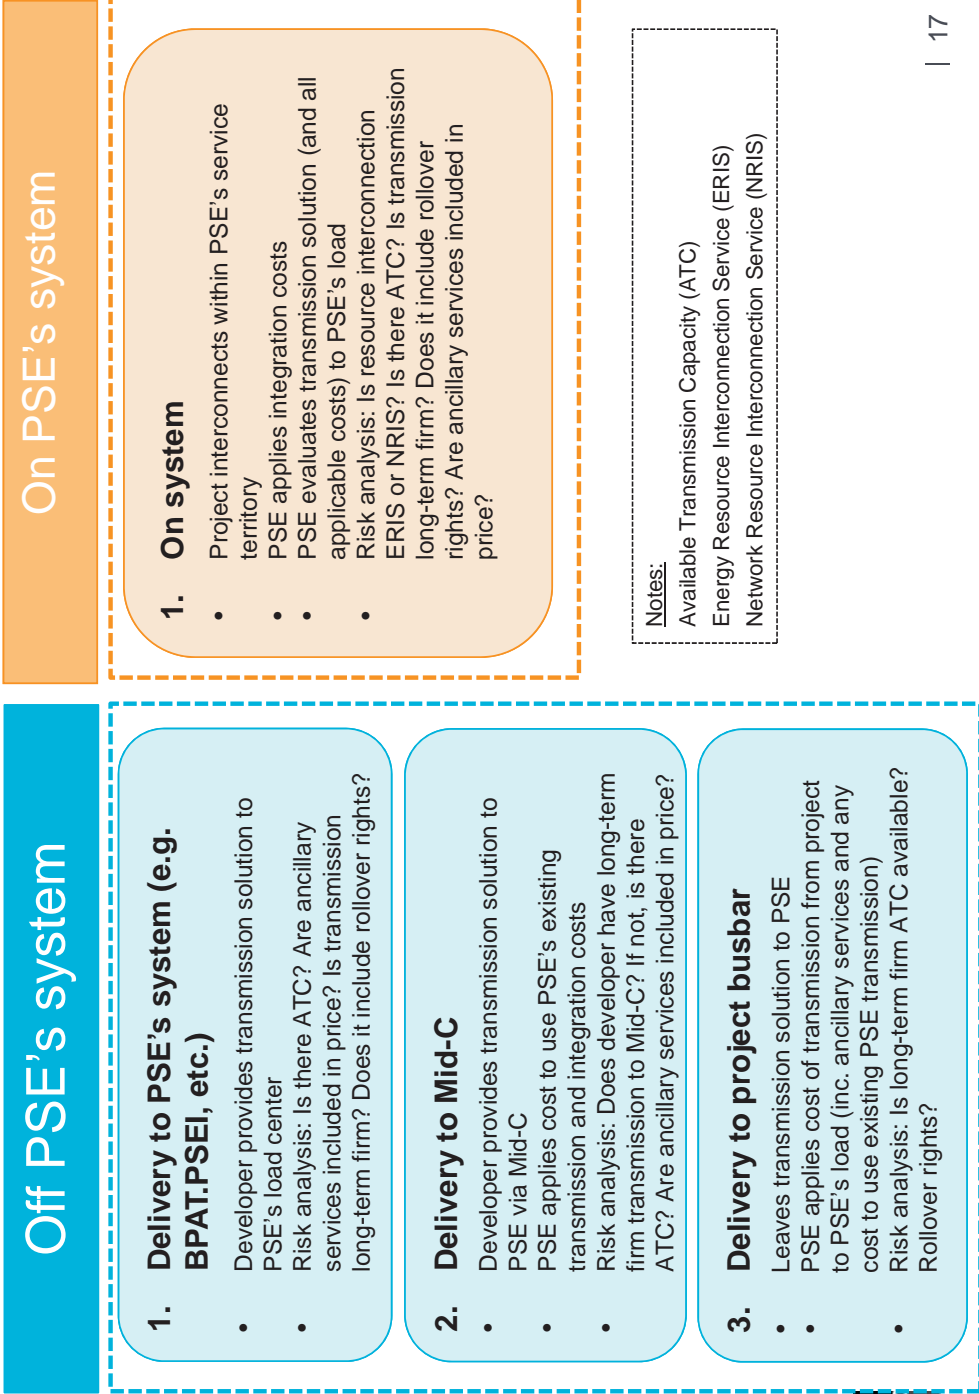 Off PSE’s system
1. Delivery to PSE’s system (e.g.
BPAT.PSEI, etc.)
• Developer provides transmission solution to
PSE’s load center
• Risk analysis: Is there ATC? Are ancillary
services included in price? Is transmission
long-term firm? Does it include rollover rights?
2. Delivery to Mid-C
• Developer provides transmission solution to
PSE via Mid-C
• PSE applies cost to use PSE’s existing
transmission and integration costs
• Risk analysis: Does developer have long-term
firm transmission to Mid-C? If not, is there
ATC? Are ancillary services included in price?
3. Delivery to project busbar
• Leaves transmission solution to PSE
• PSE applies cost of transmission from project
to PSE’s load (inc. ancillary services and any
cost to use existing PSE transmission)
• Risk analysis: Is long-term firm ATC available?
Rollover rights?
On PSE’s system
1. On system
• Project interconnects within PSE’s service
territory
• PSE applies integration costs
• PSE evaluates transmission solution (and all
applicable costs) to PSE’s load
• Risk analysis: Is resource interconnection
ERIS or NRIS? Is there ATC? Is transmission
long-term firm? Does it include rollover
rights? Are ancillary services included in
price?
Notes:
Available Transmission Capacity (ATC)
Energy Resource Interconnection Service (ERIS)
Network Resource Interconnection Service (NRIS)
| 17